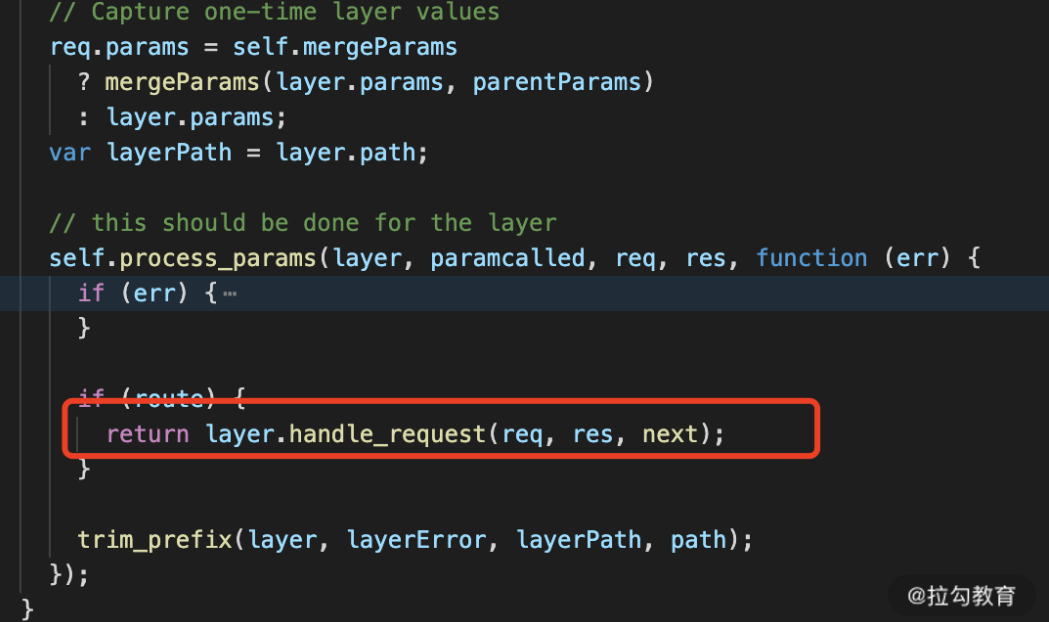 // Capture one-time layer values
req.params = self.mergeParams
? mergeParams(layer.params, parentParams)
: layer.params;
var layerPath = layer.path;
// this should be done for the layer
self.process_params(layer, paramcalled, req, res, function (err) {
if (err) {⋯
}
if (route) {
return layer.handle_request(req, res, next);
}
trim_prefix(layer, layerError, layerPath, path);
});
}
@拉勾教育